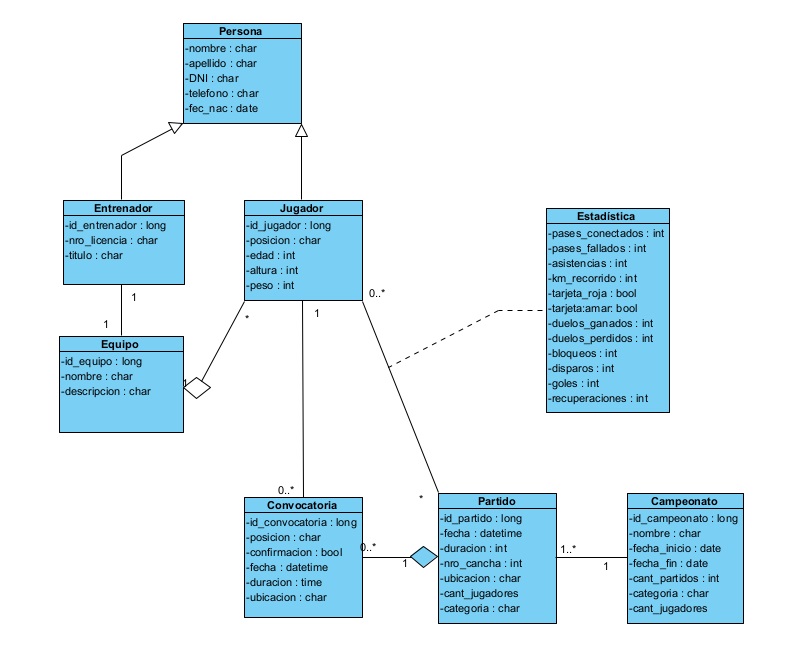 Persona
-nombre : char
-apellido : char
-DNI : char
-telefono : char
-fec_nac : date
Entrenador
-id_entrenador : long
-nro_licencia : char
-titulo : char
Jugador
-id_jugador : long
-posicion : char
-edad : int
-altura : int
-peso : int
Estadística
-pases_conectados : int
-pases_fallados : int
-asistencias : int
-km_recorrido : int
-tarjeta_roja : bool
-tarjeta:amar: bool
-duelos_ganados : int
-duelos_perdidos : int
-bloqueos : int
-disparos : int
-goles : int
-recuperaciones : int
0..*
1
1
*
1
Equipo
-id_equipo : long
-nombre : char
-descripcion : char
1
0..*
*
Convocatoria
-id_convocatoria : long
-posicion : char
-confirmacion : bool
-fecha : datetime
-duracion : time
-ubicacion : char
0..*
1
Partido
-id_partido : long
-fecha : datetime
-duracion : int
-nro_cancha : int
-ubicacion : char
-cant_jugadores
-categoria : char
1..*
1
Campeonato
-id_campeonato : long
-nombre : char
-fecha_inicio : date
-fecha_fin : date
-cant_partidos : int
-categoria : char
-cant_jugadores